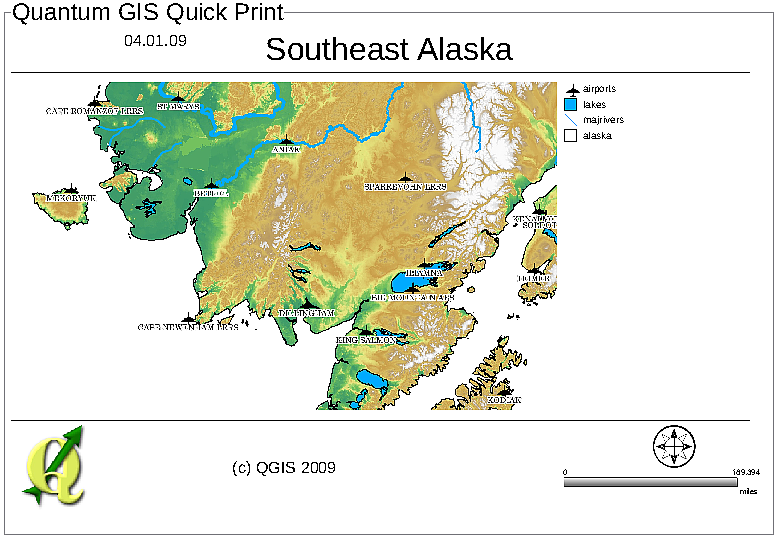 Quantum GIS Quick Print
04.01.09
Southeast Alaska
airports
lakes
majrivers
alaska
CAPE ROMANZOF LRRS
ST MARYS
ANIAK
BETHEL
SPARREVOHN LRRS
MEKORYUK
ILIAMNA
HOMER
BIG MOUNTAIN AFS
DILLINGHAM
CAPE NEWENHAM LRRS
KING SALMON
KODIAK
(c) QGIS 2009
0
miles